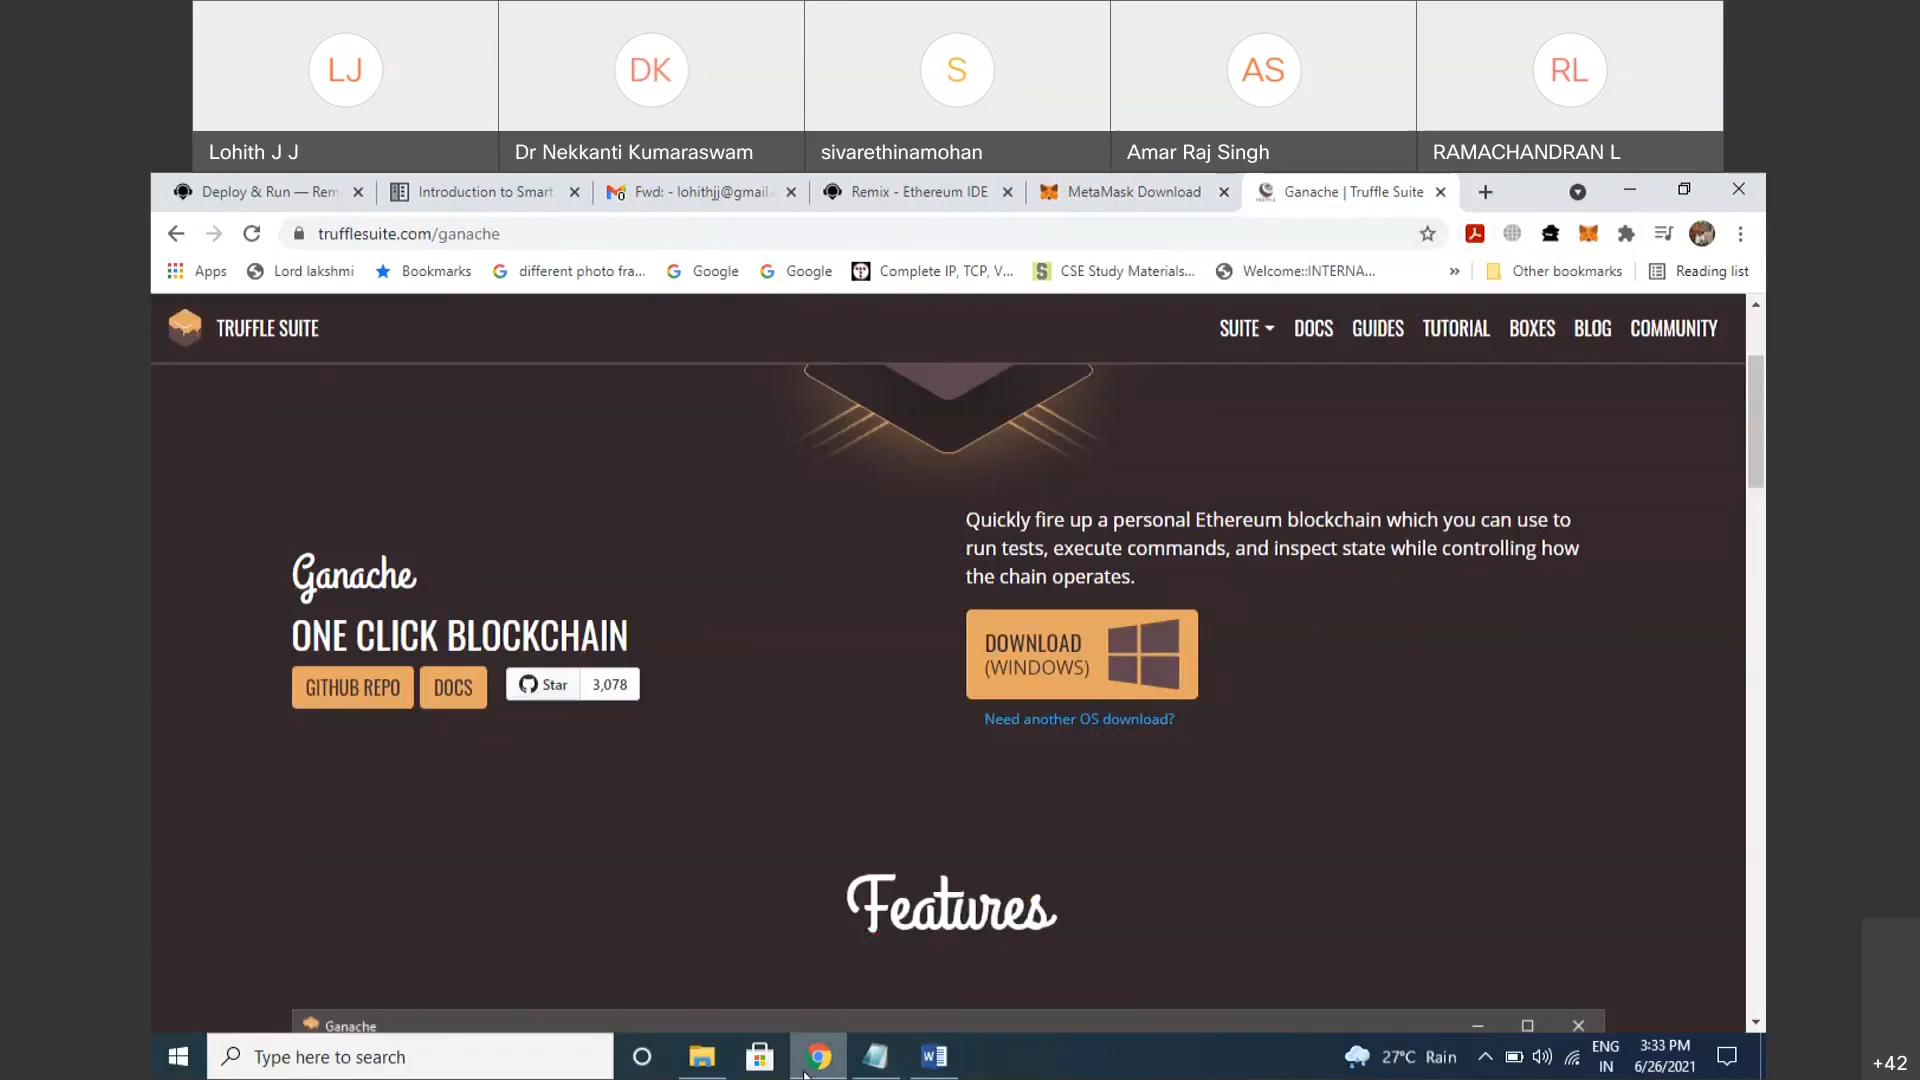 LJ
DK
S
AS
RL
Lohith J J
Dr Nekkanti Kumaraswam
sivarethinamohan
Amar Raj Singh
RAMACHANDRAN L
Deploy & Run — Rem
Introduction to Smart
Fwd: - lohithjj@gmail.
Remix - Ethereum IDE
MetaMask Download
Ganache | Truffle Suite
trufflesuite.com/ganache
Apps
Lord lakshmi
Bookmarks
different photo fra...
Google
Google
Complete IP, TCP, V...
CSE Study Materials...
Welcome::INTERNA...
»
Other bookmarks
Reading list
TRUFFLE SUITE
SUITE
DOCS
GUIDES
TUTORIAL
BOXES
BLOG
COMMUNITY
Quickly fire up a personal Ethereum blockchain which you can use to
run tests, execute commands, and inspect state while controlling how
the chain operates.
Ganache
ONE CLICK BLOCKCHAIN
GITHUB REPO
DOCS
Star
3,078
DOWNLOAD
(WINDOWS)
Need another OS download?
Features
Ganache
Type here to search
27°C Rain
ENG
IN
3:33 PM
6/26/2021
+42